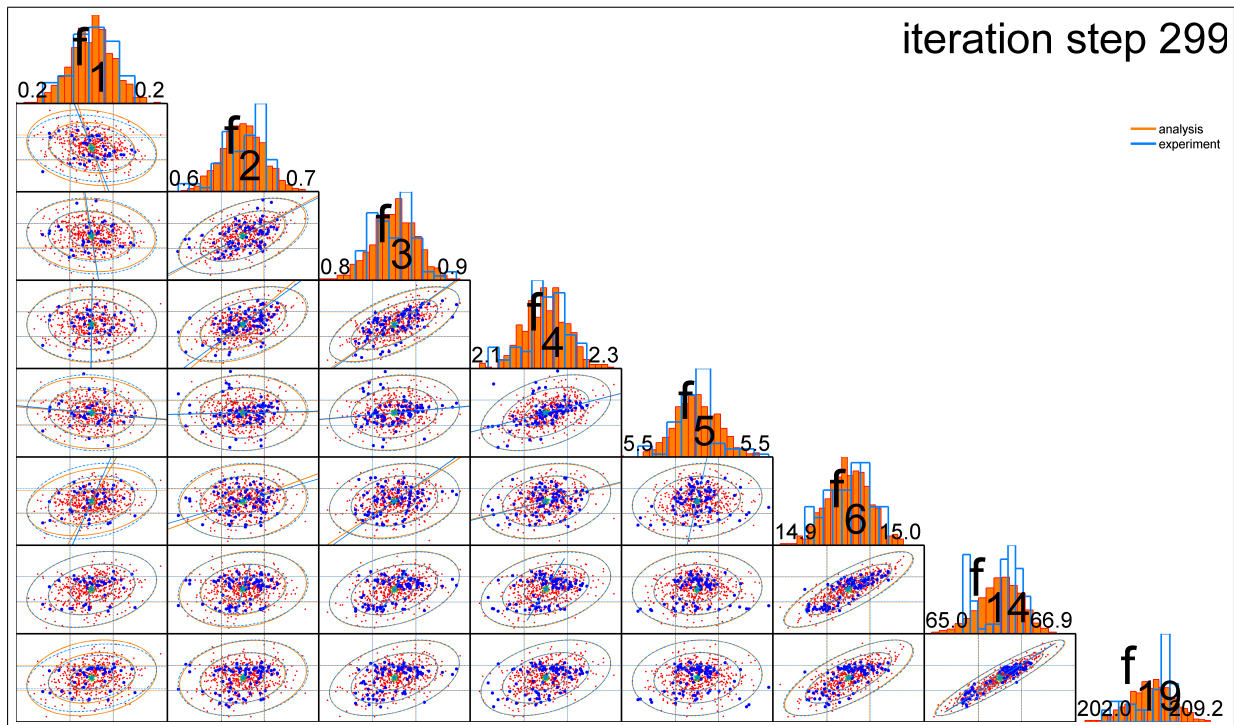 iteration step 299
analysis
experiment
f1
0.2 0.2
f2
0.6 0.7
f3
0.8 0.9
f4
2.1 2.3
f5
5.5 5.5
f6
14.9 15.0
f14
65.0 66.9
f19
202.0 209.2